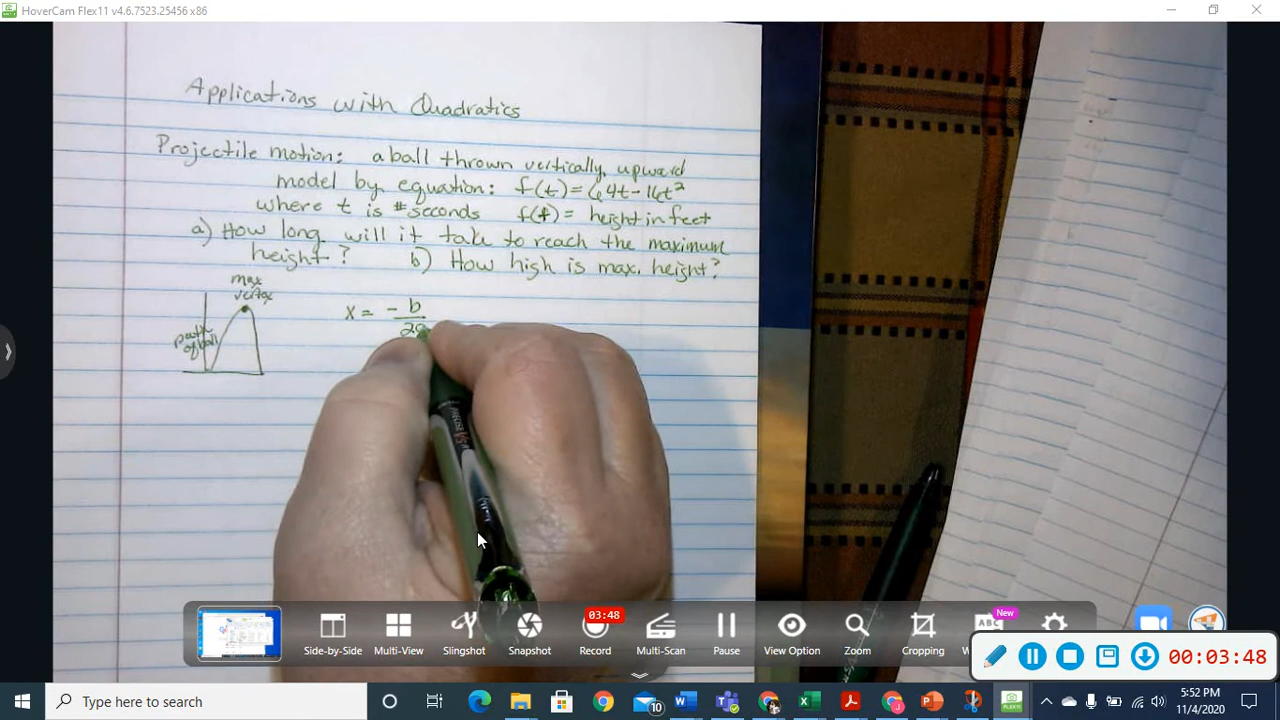 HoverCam Flex11 v4.6.7523.25456 x86
Applications with Quadratics
Projectile motion: a ball thrown vertically upward
model by equation: f(t) = 64t - 16t²
where t is # seconds f(t) = height in feet
a) How long will it take to reach the maximum
height? b) How high is max. height?
max
vertex
path
of ball
x = -b
2a
03:48
New
ABC
Side-by-Side Multi-View Slingshot Snapshot Record Multi-Scan Pause View Option Zoom Cropping
00:03:48
Type here to search
10
FLEX11
5:52 PM
11/4/2020